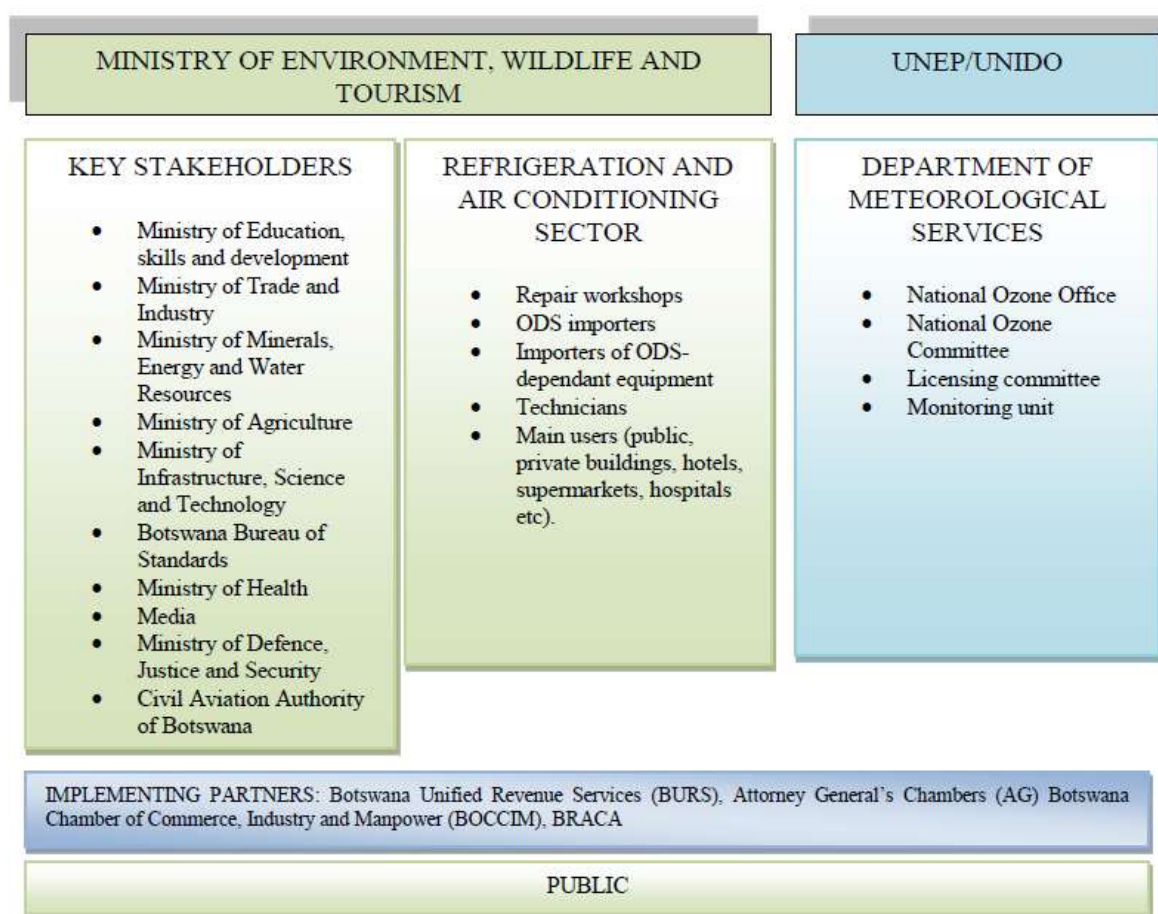 MINISTRY OF ENVIRONMENT, WILDLIFE AND
TOURISM
UNEP/UNIDO
KEY STAKEHOLDERS
• Ministry of Education,
skills and development
• Ministry of Trade and
Industry
• Ministry of Minerals,
Energy and Water
Resources
• Ministry of Agriculture
• Ministry of
Infrastructure, Science
and Technology
• Botswana Bureau of
Standards
• Ministry of Health
• Media
• Ministry of Defence,
Justice and Security
• Civil Aviation Authority
of Botswana
REFRIGERATION AND
AIR CONDITIONING
SECTOR
• Repair workshops
• ODS importers
• Importers of ODS-
dependant equipment
• Technicians
• Main users (public,
private buildings, hotels,
supermarkets, hospitals
etc).
DEPARTMENT OF
METEOROLOGICAL
SERVICES
• National Ozone Office
• National Ozone
Committee
• Licensing committee
• Monitoring unit
IMPLEMENTING PARTNERS: Botswana Unified Revenue Services (BURS), Attorney General's Chambers (AG) Botswana
Chamber of Commerce, Industry and Manpower (BOCCIM), BRACA
PUBLIC